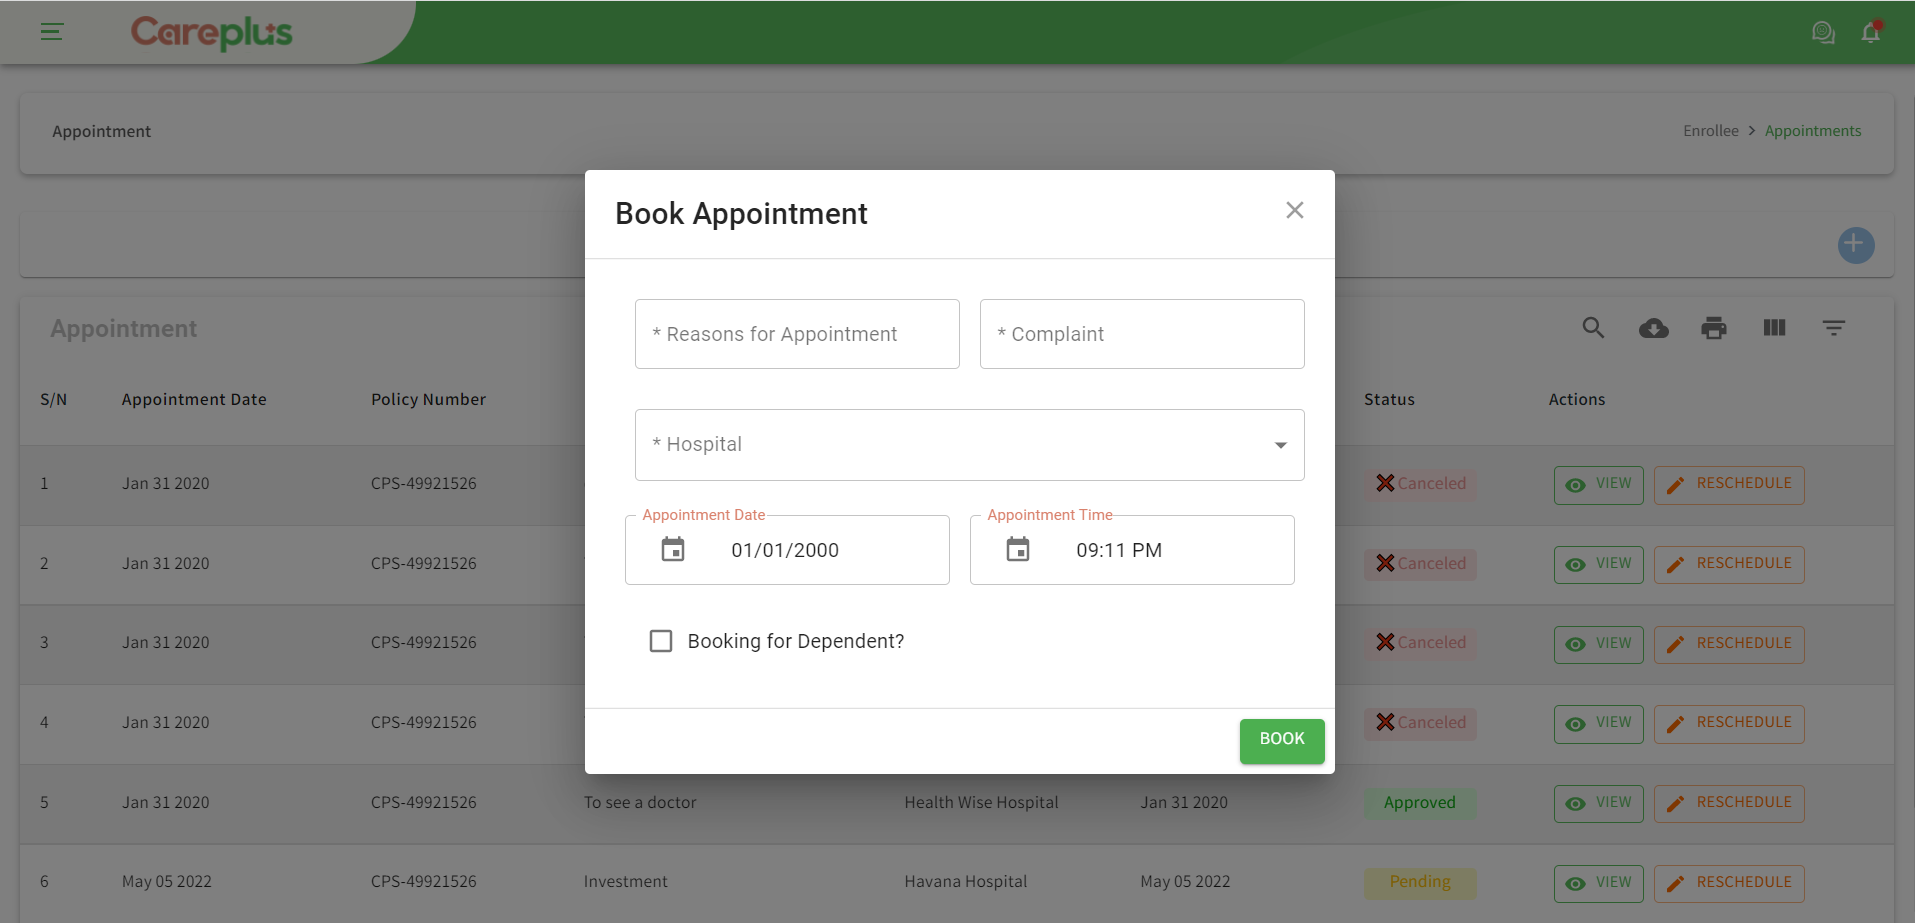 Careplus
Appointment
Enrollee > Appointments
Book Appointment
* Reasons for Appointment
* Complaint
* Hospital
Appointment Date
01/01/2000
Appointment Time
09:11 PM
Booking for Dependent?
BOOK
Appointment
S/N Appointment Date Policy Number Status Actions
1 Jan 31 2020 CPS-49921526 Canceled VIEW RESCHEDULE
2 Jan 31 2020 CPS-49921526 Canceled VIEW RESCHEDULE
3 Jan 31 2020 CPS-49921526 Canceled VIEW RESCHEDULE
4 Jan 31 2020 CPS-49921526 Canceled VIEW RESCHEDULE
5 Jan 31 2020 CPS-49921526 To see a doctor Health Wise Hospital Jan 31 2020 Approved VIEW RESCHEDULE
6 May 05 2022 CPS-49921526 Investment Havana Hospital May 05 2022 Pending VIEW RESCHEDULE